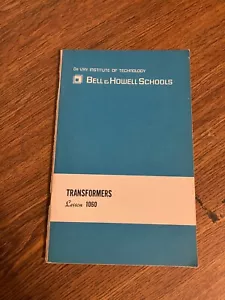 DE VRY INSTITUTE OF TECHNOLOGY
BELL & HOWELL SCHOOLS
TRANSFORMERS
Lesson 1060